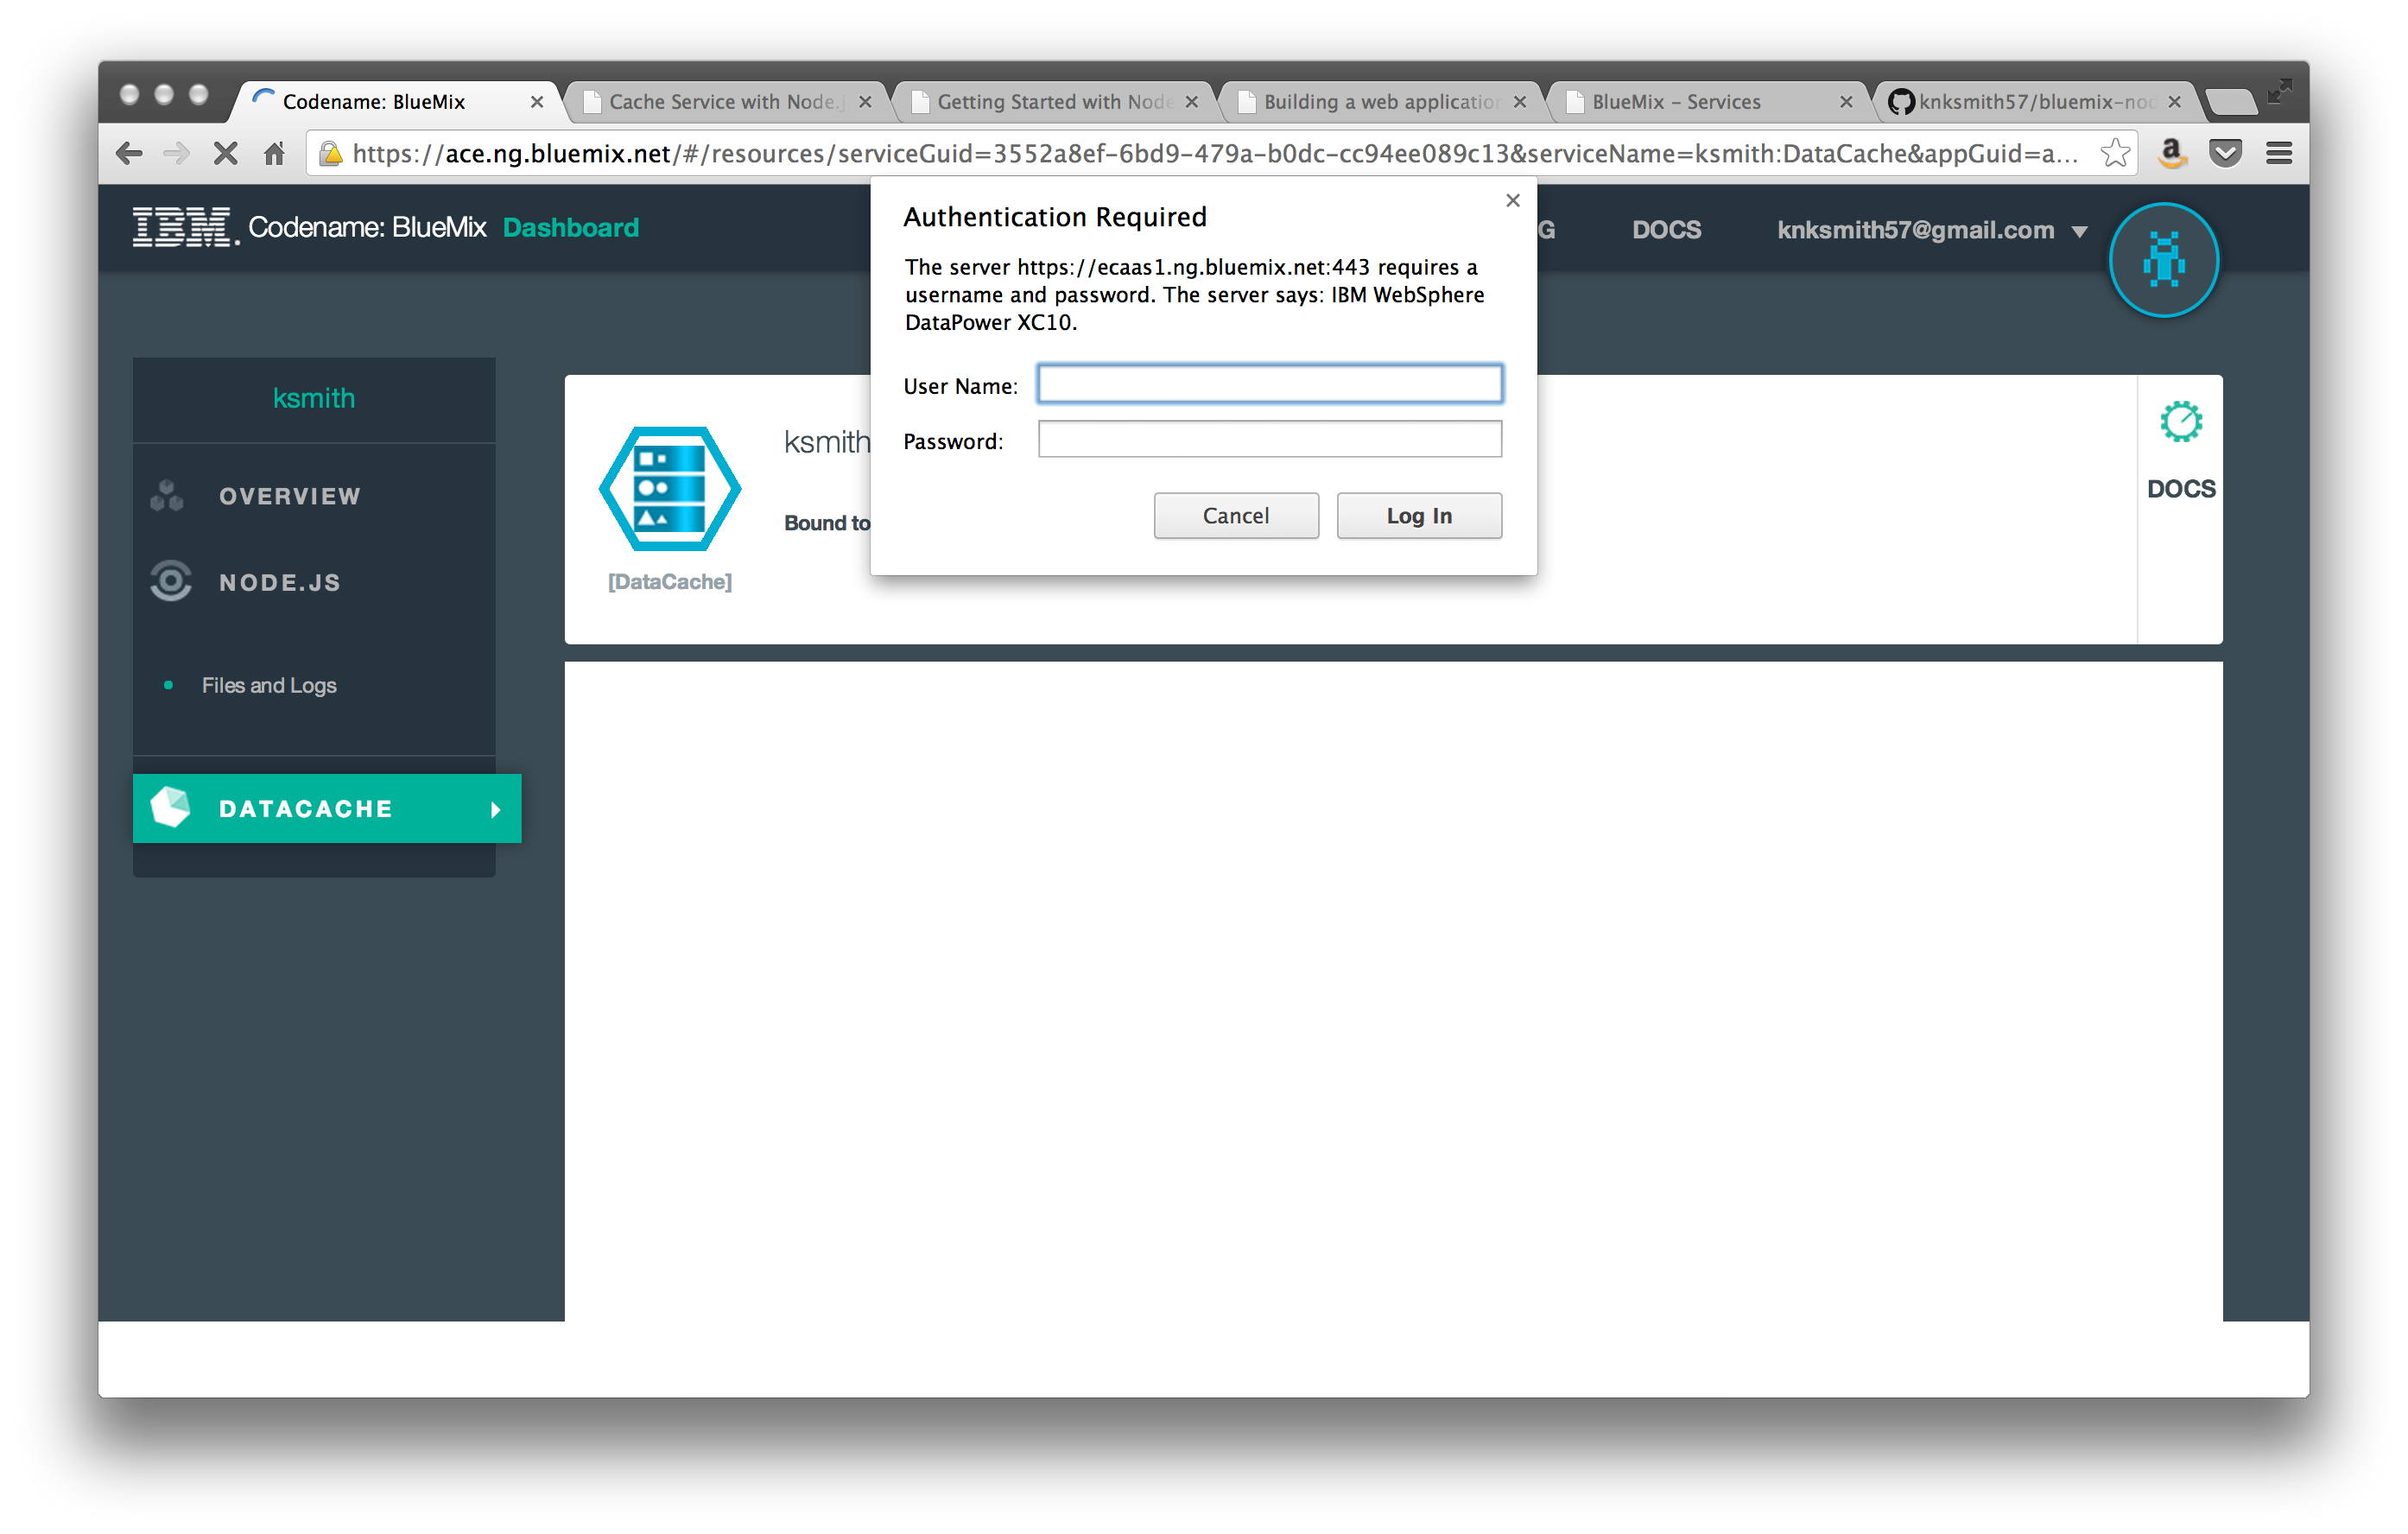 Codename: BlueMix
Cache Service with Node.j
Getting Started with Node
Building a web application
BlueMix – Services
knksmith57/bluemix-nod
https://ace.ng.bluemix.net/#/resources/serviceGuid=3552a8ef-6bd9-479a-b0dc-cc94ee089c13&serviceName=ksmith:DataCache&appGuid=a...
a
IBM. Codename: BlueMix Dashboard
G
DOCS
knksmith57@gmail.com
Authentication Required
The server https://ecaas1.ng.bluemix.net:443 requires a
username and password. The server says: IBM WebSphere
DataPower XC10.
User Name:
Password:
Cancel
Log In
ksmith
OVERVIEW
NODE.JS
Files and Logs
DATACACHE
ksmith
Bound to
[DataCache]
DOCS